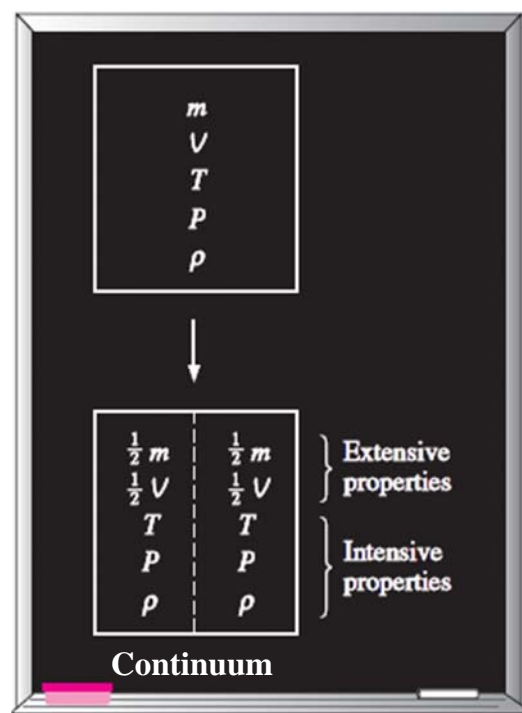 m
V
T
P
ρ
½ m ½ m
½ V ½ V
T T
P P
ρ ρ
Extensive
properties
Intensive
properties
Continuum